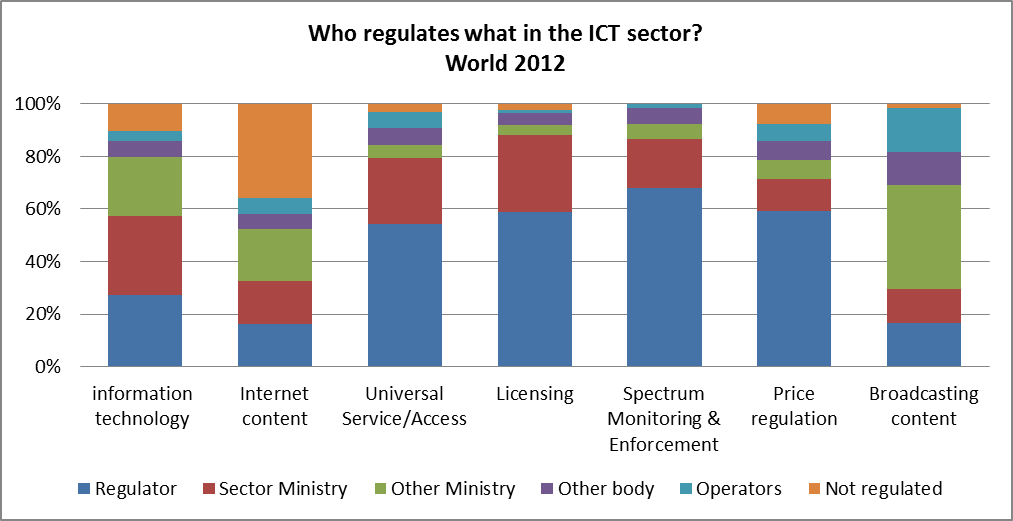 Who regulates what in the ICT sector?
World 2012
100%
80%
60%
40%
20%
0%
information
technology
Internet
content
Universal
Service/Access
Licensing
Spectrum
Monitoring &
Enforcement
Price
regulation
Broadcasting
content
Regulator
Sector Ministry
Other Ministry
Other body
Operators
Not regulated